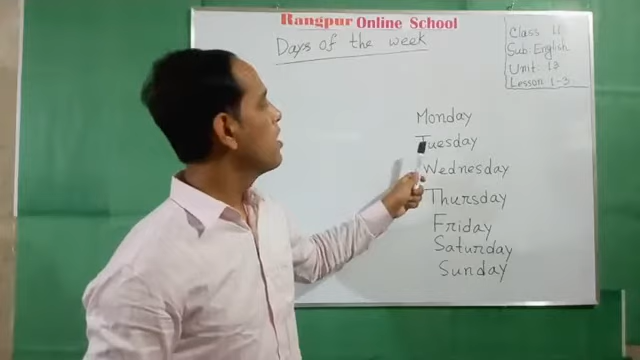 Rangpur Online School
Days of the week
Class 11
Sub: English
Unit: 13
Lesson 1-3
Monday
Tuesday
Wednesday
Thursday
Friday
Saturday
Sunday